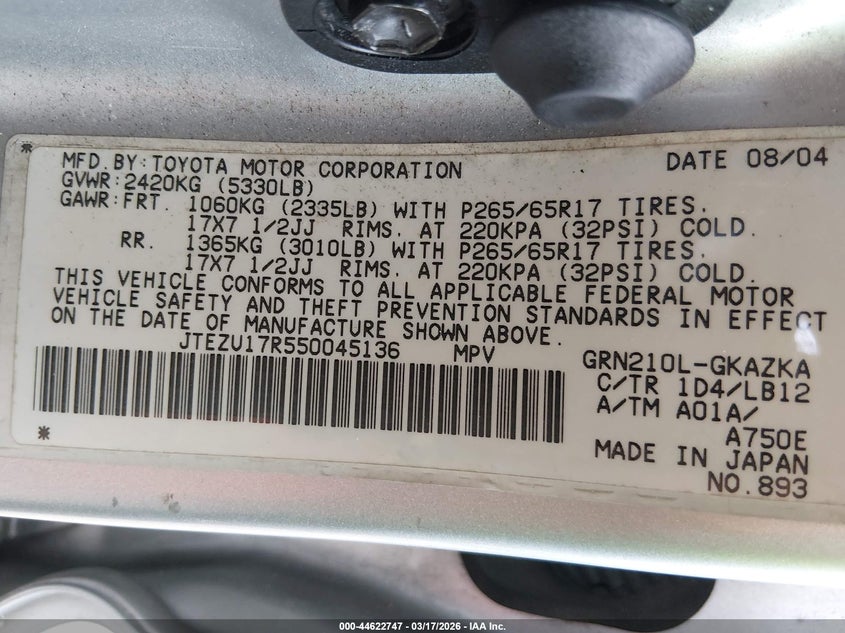 MFD.BY:TOYOTA MOTOR CORPORATION DATE 08/04
GVWR:2420KG (5330LB)
GAWR:FRT. 1060KG (2335LB) WITH P265/65R17 TIRES.
17X7 1/2JJ RIMS. AT 220KPA (32PSI) COLD.
RR. 1365KG (3010LB) WITH P265/65R17 TIRES.
17X7 1/2JJ RIMS. AT 220KPA (32PSI) COLD.
THIS VEHICLE CONFORMS TO ALL APPLICABLE FEDERAL MOTOR
VEHICLE SAFETY AND THEFT PREVENTION STANDARDS IN EFFECT
ON THE DATE OF MANUFACTURE SHOWN ABOVE.
JTEZU17R550045136 MPV GRN210L-GKAZKA
C/TR 1D4/LB12
A/TM A01A/
A750E
MADE IN JAPAN
NO.893
000-44622747 | 03/17/2026 | IAA Inc.